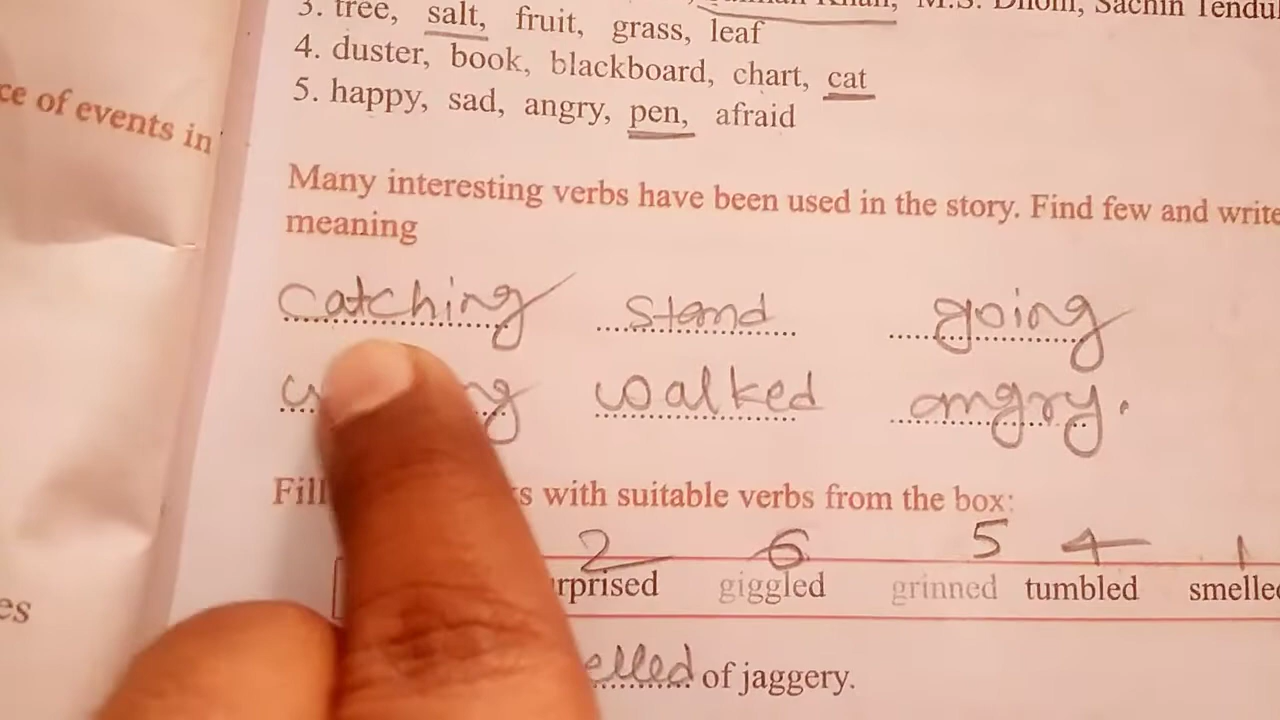 M.S. Dhoni, Sachin Tendul
3. tree, salt, fruit, grass, leaf
4. duster, book, blackboard, chart, cat
5. happy, sad, angry, pen, afraid
ce of events in
Many interesting verbs have been used in the story. Find few and write
meaning
catching stand going
walked angry.
Fill s with suitable verbs from the box:
2 6 5 4 1
rprised giggled grinned tumbled smelle
es
elled of jaggery.